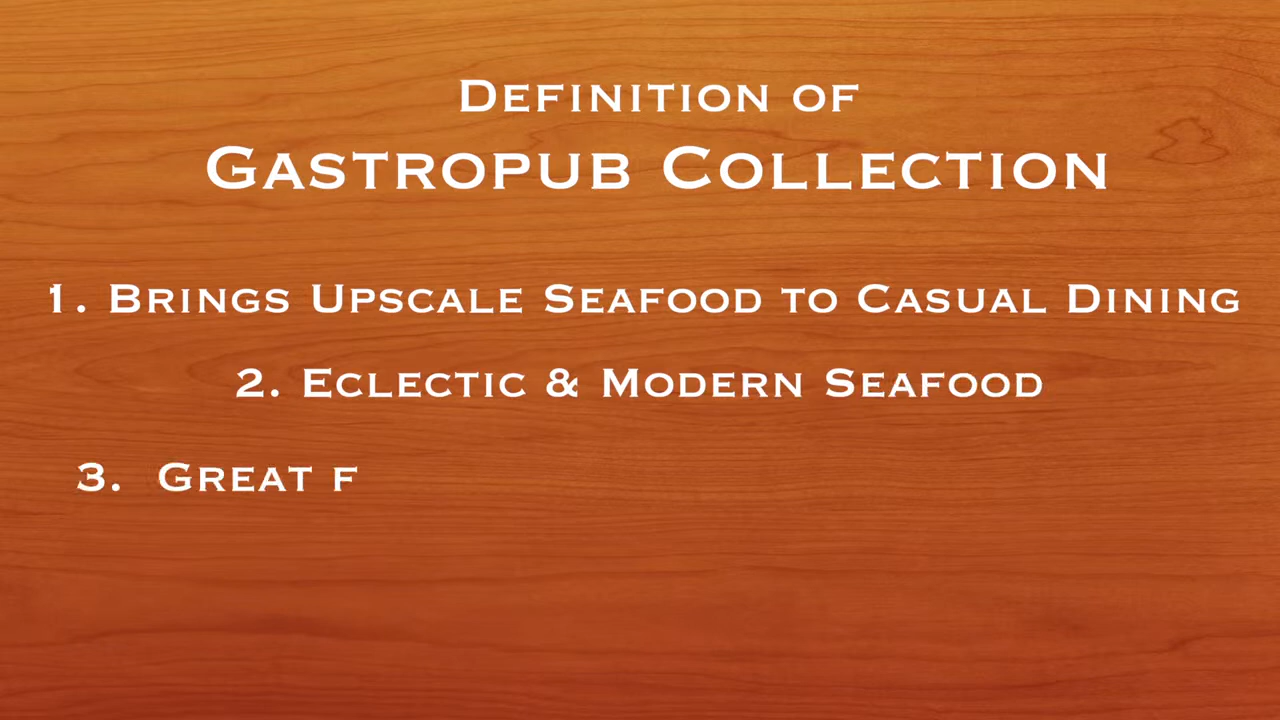 Definition of
Gastropub Collection
1. Brings Upscale Seafood to Casual Dining
2. Eclectic & Modern Seafood
3. Great f